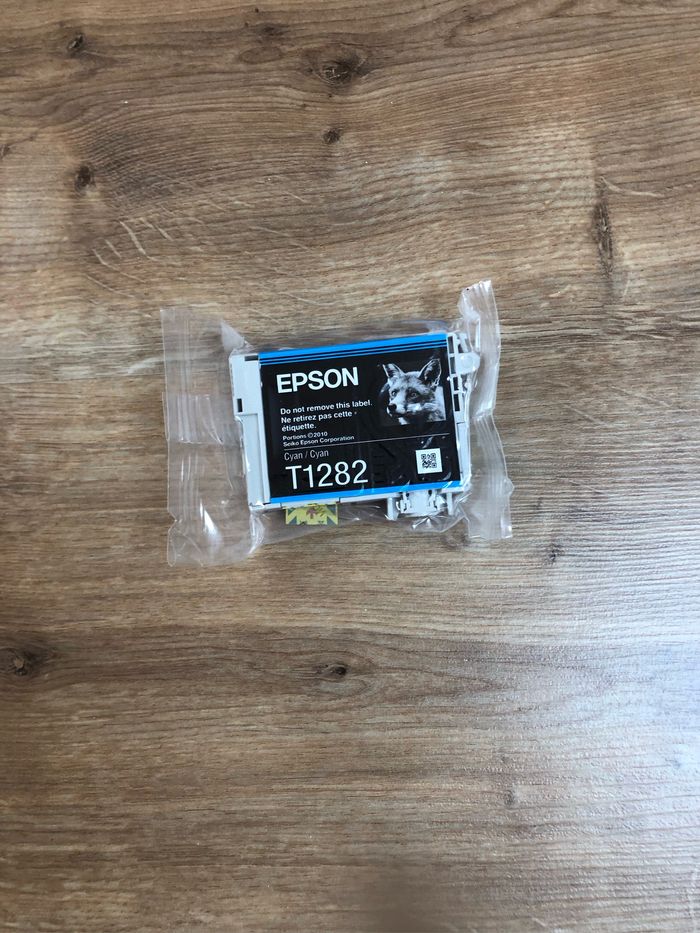 EPSON
Do not remove this label.
Ne retirez pas cette
étiquette.
Portions ©2010
Seiko Epson Corporation
Cyan / Cyan
T1282